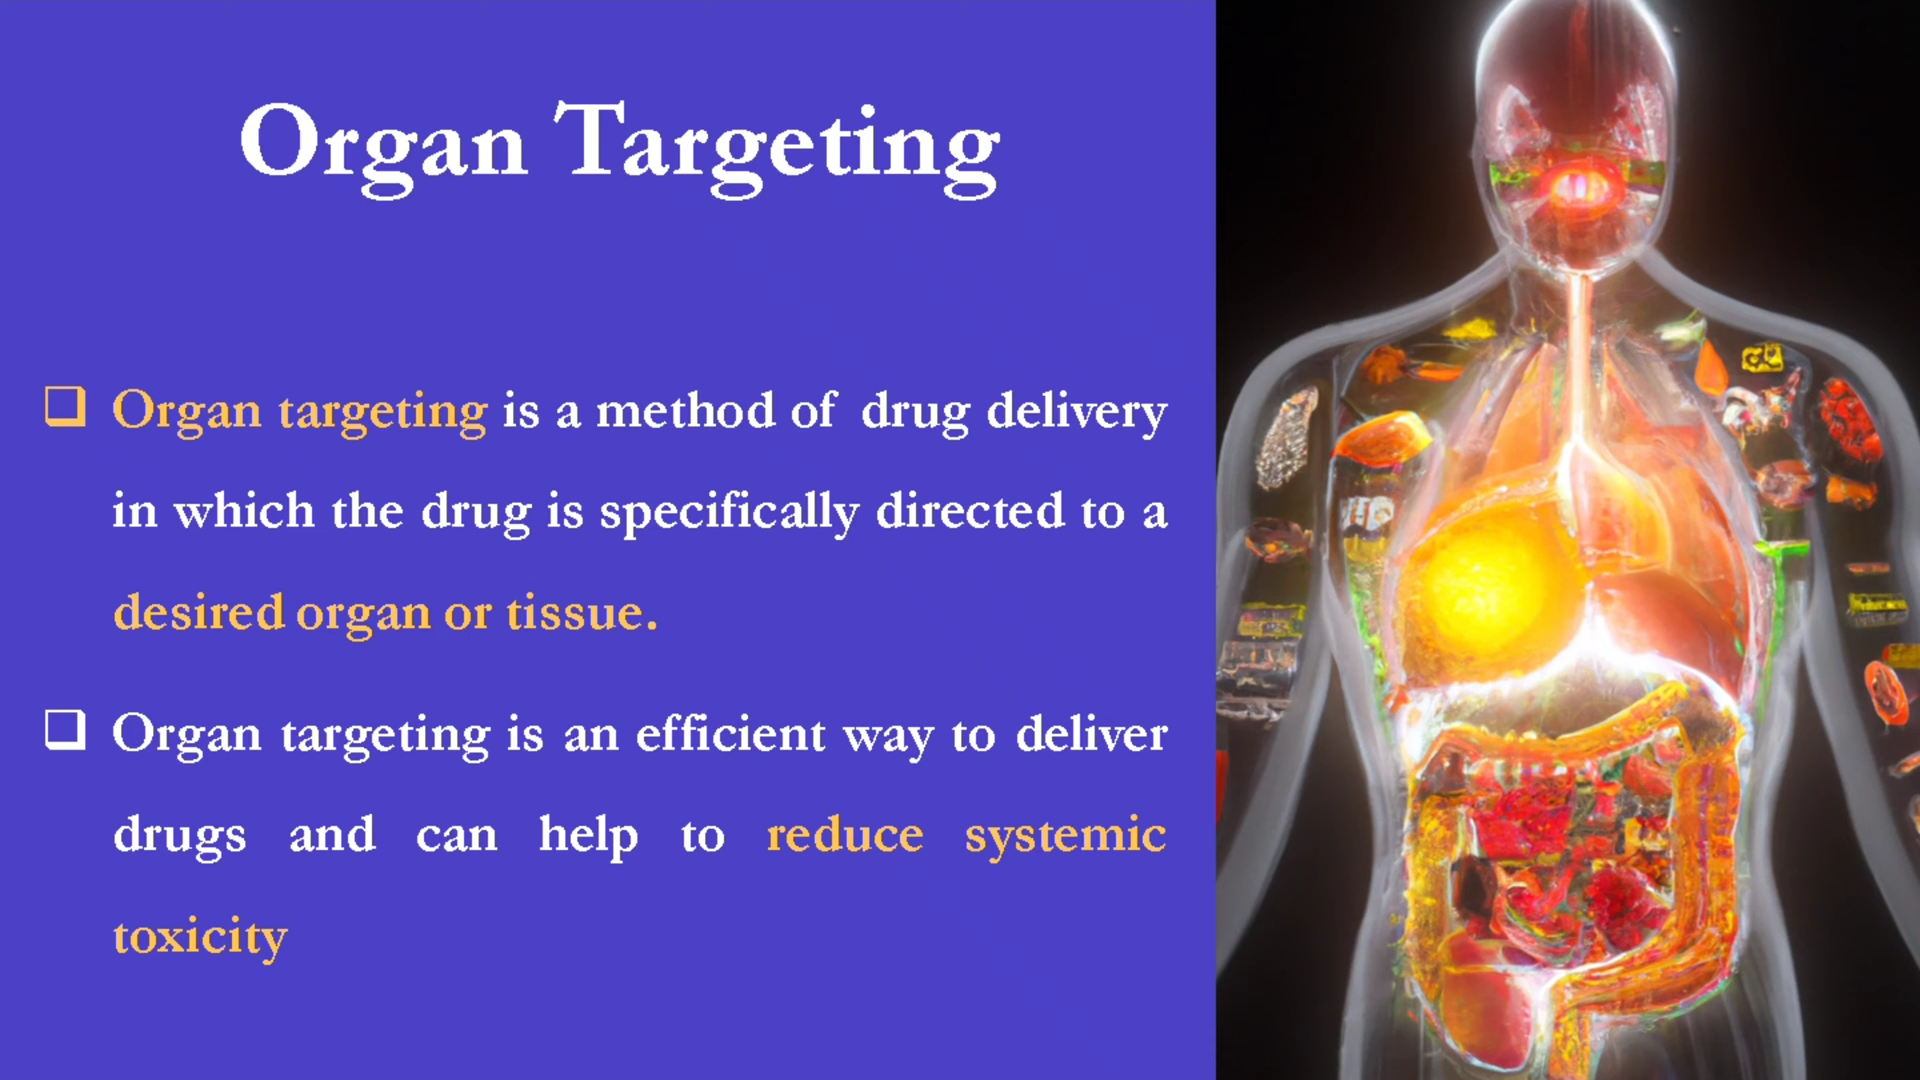 Organ Targeting
Organ targeting is a method of drug delivery
in which the drug is specifically directed to a
desired organ or tissue.
Organ targeting is an efficient way to deliver
drugs and can help to reduce systemic
toxicity